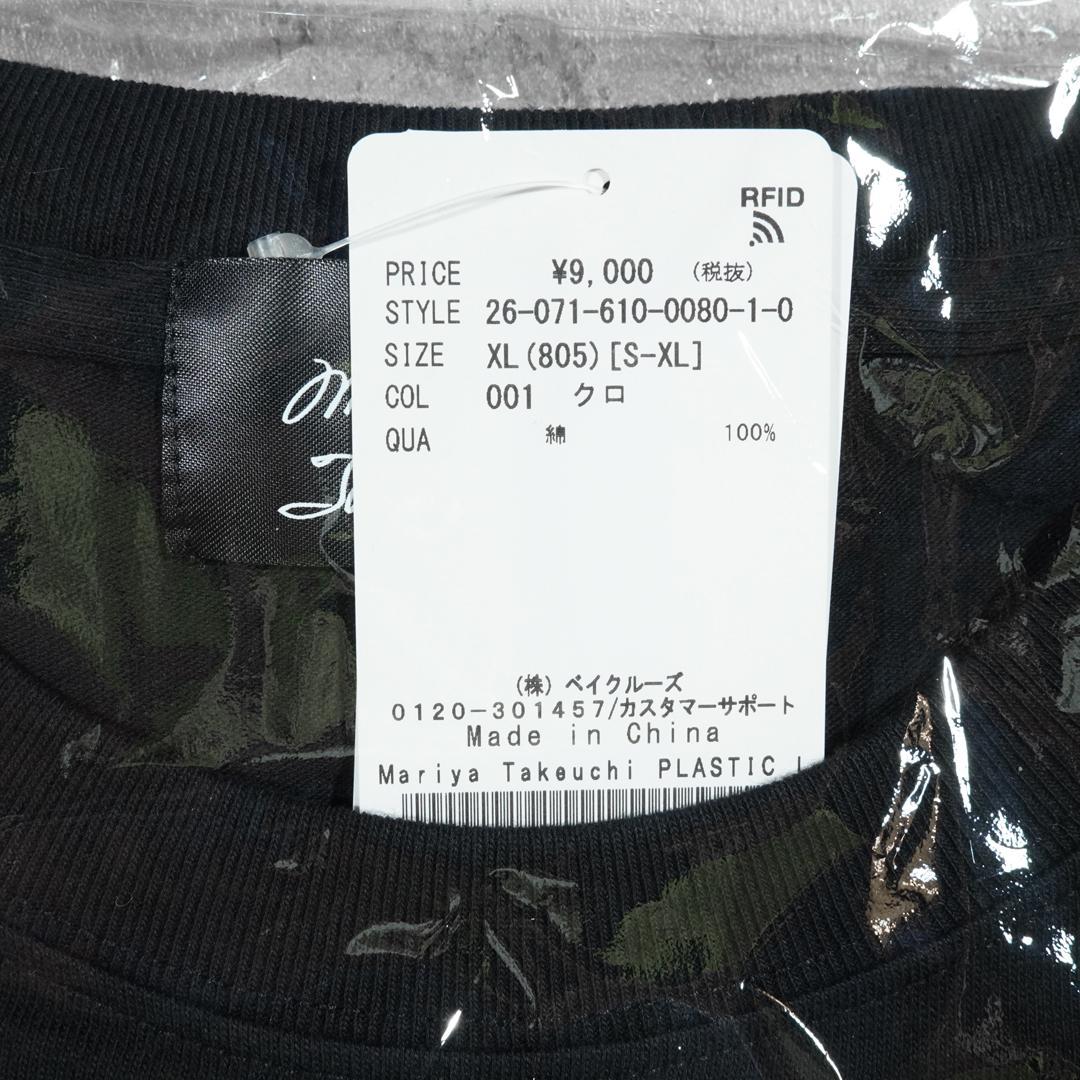 RFID
PRICE ¥9,000 (税抜)
STYLE 26-071-610-0080-1-0
SIZE XL(805)[S-XL]
COL 001 クロ
QUA 綿 100%
(株) ベイクルーズ
0120-301457/カスタマーサポート
Made in China
Mariya Takeuchi PLASTIC L